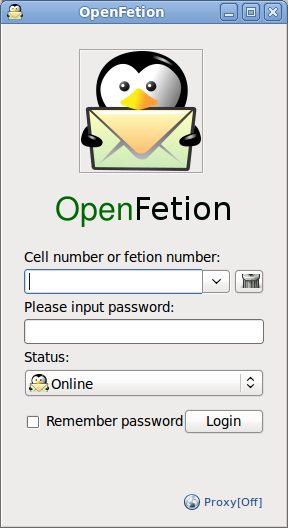 OpenFetion
OpenFetion
Cell number or fetion number:
Please input password:
Status:
Online
Remember password
Login
Proxy[Off]